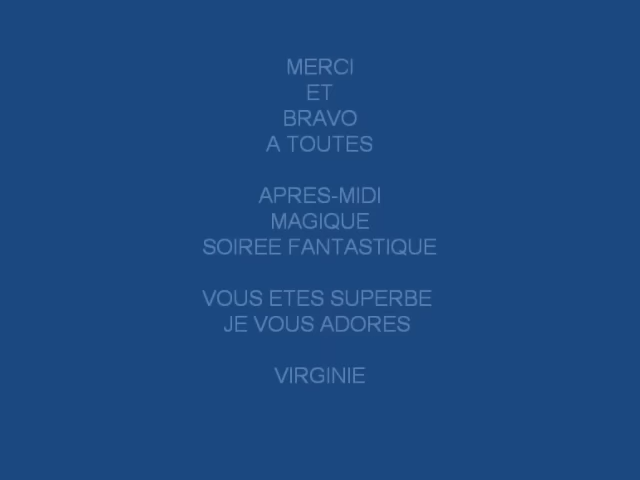 MERCI
ET
BRAVO
A TOUTES
APRES-MIDI
MAGIQUE
SOIREE FANTASTIQUE
VOUS ETES SUPERBE
JE VOUS ADORES
VIRGINIE